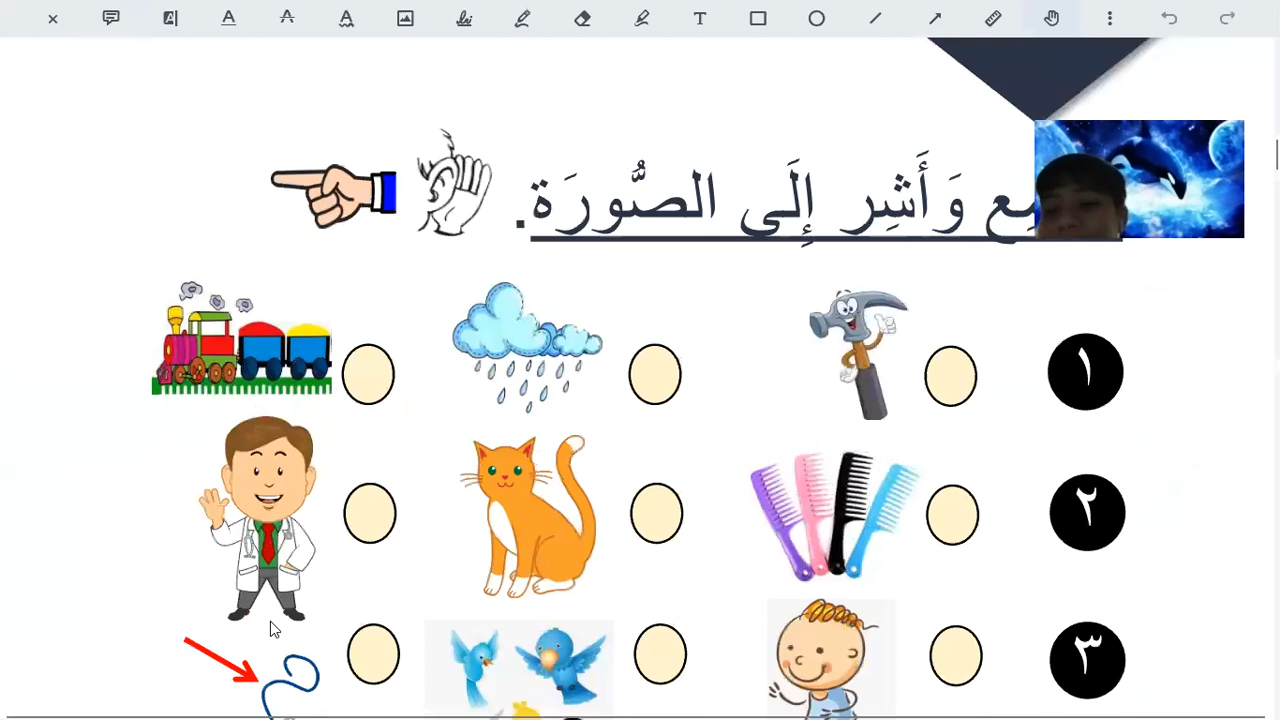 وَأَشِر إِلَى الصُّورَة.
١
٢
٣